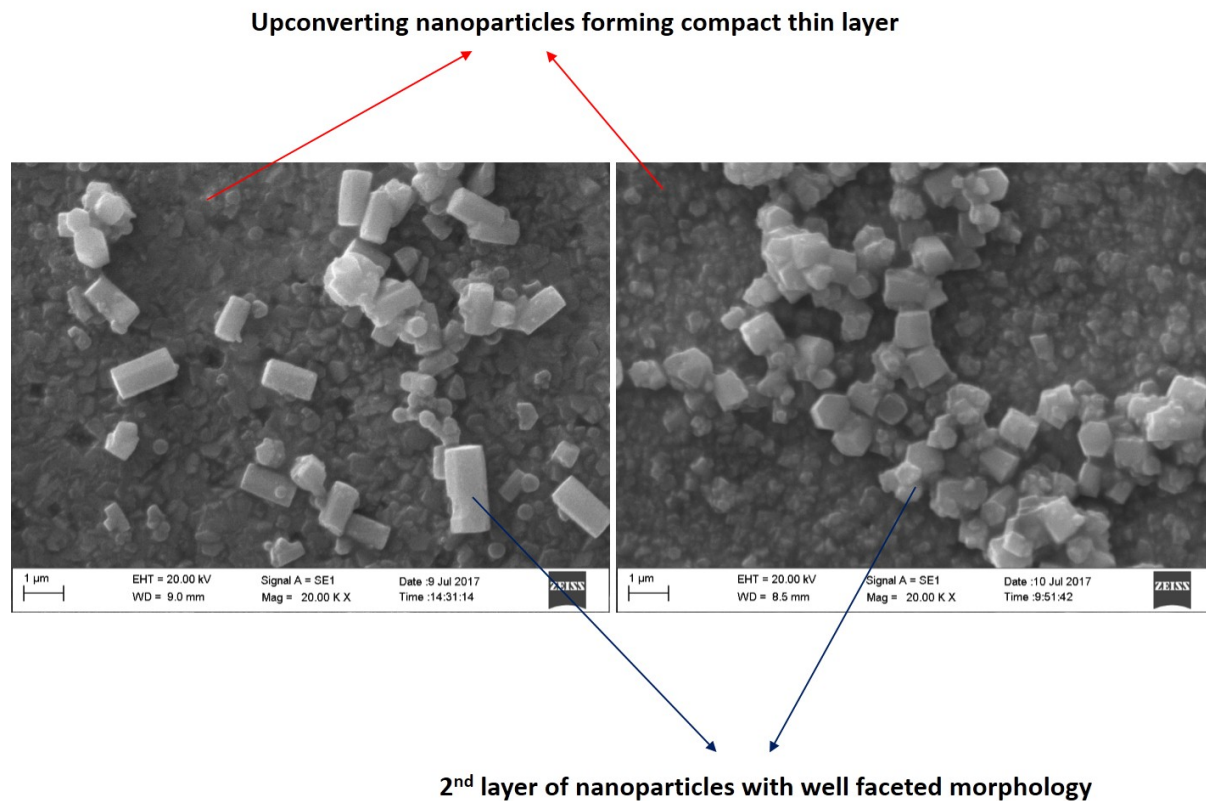 Upconverting nanoparticles forming compact thin layer
1 µm EHT = 20.00 kV Signal A = SE1 Date :9 Jul 2017 ZEISS
WD = 9.0 mm Mag = 20.00 K X Time :14:31:14
1 µm EHT = 20.00 kV Signal A = SE1 Date :10 Jul 2017 ZEISS
WD = 8.5 mm Mag = 20.00 K X Time :9:51:42
2nd layer of nanoparticles with well faceted morphology